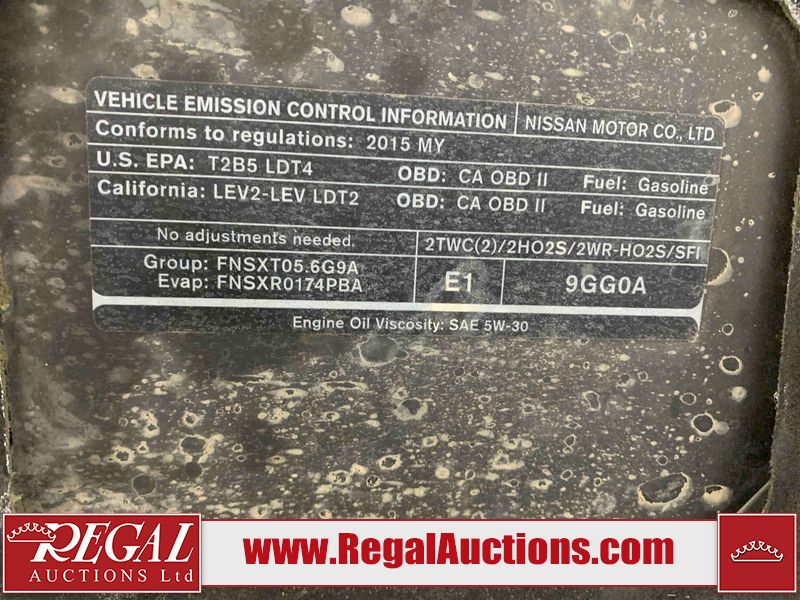 VEHICLE EMISSION CONTROL INFORMATION NISSAN MOTOR CO., LTD
Conforms to regulations: 2015 MY
U.S. EPA: T2B5 LDT4 OBD: CA OBD II Fuel: Gasoline
California: LEV2-LEV LDT2 OBD: CA OBD II Fuel: Gasoline
No adjustments needed. 2TWC(2)/2HO2S/2WR-HO2S/SFI
Group: FNSXT05.6G9A
Evap: FNSXR0174PBA E1 9GG0A
Engine Oil Viscosity: SAE 5W-30
REGAL
AUCTIONS Ltd
www.RegalAuctions.com